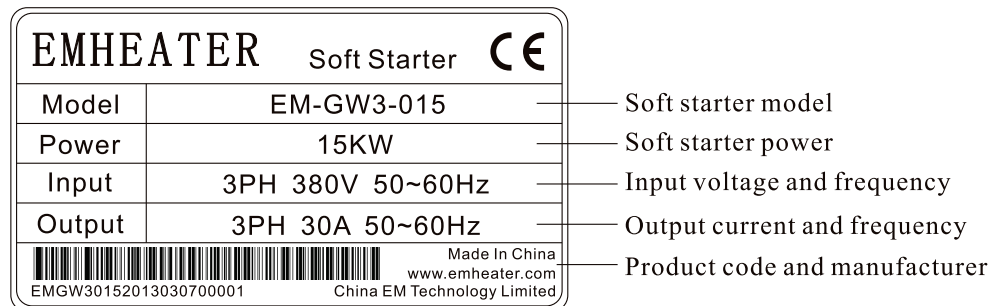 EMHEATER Soft Starter CE
Model EM-GW3-015 Soft starter model
Power 15KW Soft starter power
Input 3PH 380V 50~60Hz Input voltage and frequency
Output 3PH 30A 50~60Hz Output current and frequency
Made In China
www.emheater.com Product code and manufacturer
EMGW30152013030700001 China EM Technology Limited